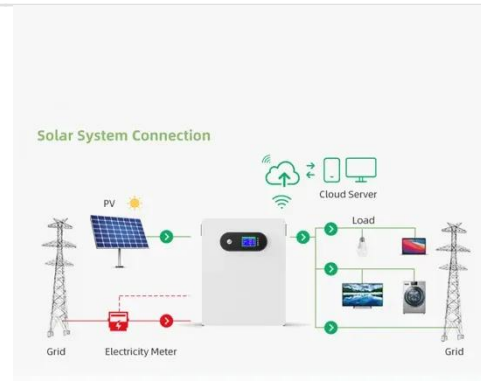 Solar System Connection
Cloud Server
PV
Load
Grid
Electricity Meter
Grid